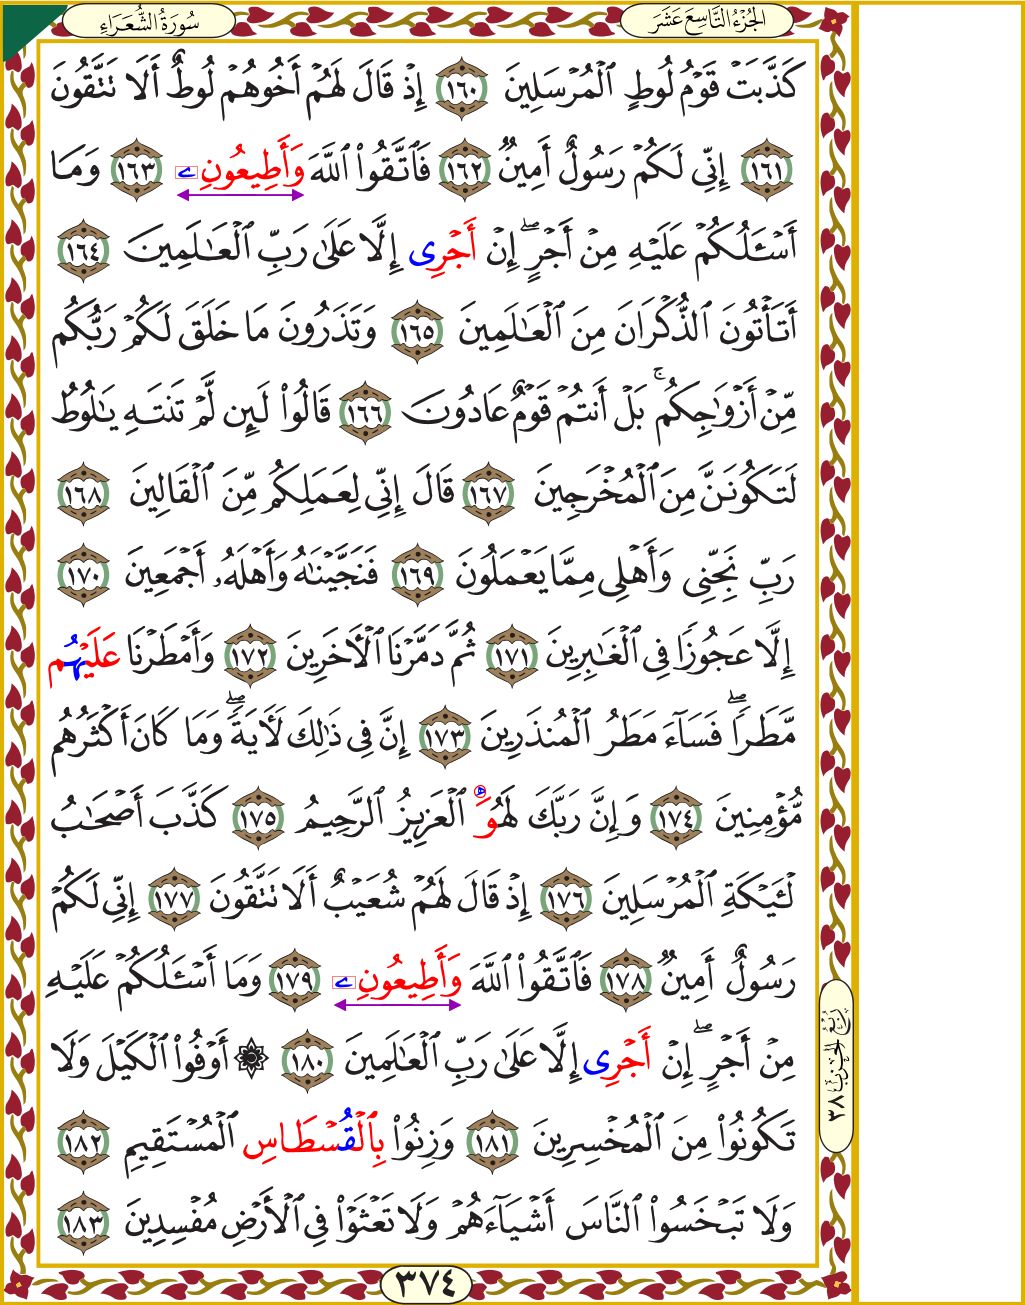 سُورَةُ الشُّعَرَاءِ
الجُزْءُ التَّاسِعَ عَشَرَ
كَذَّبَتْ قَوْمُ لُوطٍ ٱلْمُرْسَلِينَ ١٦٠ إِذْ قَالَ لَهُمْ أَخُوهُمْ لُوطٌ أَلَا تَتَّقُونَ
١٦١ إِنِّى لَكُمْ رَسُولٌ أَمِينٌ ١٦٢ فَٱتَّقُوا۟ ٱللَّهَ وَأَطِيعُونِۦ ١٦٣ وَمَا
أَسْـَٔلُكُمْ عَلَيْهِ مِنْ أَجْرٍ ۖ إِنْ أَجْرِى إِلَّا عَلَىٰ رَبِّ ٱلْعَـٰلَمِينَ ١٦٤
أَتَأْتُونَ ٱلذُّكْرَانَ مِنَ ٱلْعَـٰلَمِينَ ١٦٥ وَتَذَرُونَ مَا خَلَقَ لَكُمْ رَبُّكُم
مِّنْ أَزْوَٰجِكُم ۚ بَلْ أَنتُمْ قَوْمٌ عَادُونَ ١٦٦ قَالُوا۟ لَئِن لَّمْ تَنتَهِ يَـٰلُوطُ
لَتَكُونَنَّ مِنَ ٱلْمُخْرَجِينَ ١٦٧ قَالَ إِنِّى لِعَمَلِكُم مِّنَ ٱلْقَالِينَ ١٦٨
رَبِّ نَجِّنِى وَأَهْلِى مِمَّا يَعْمَلُونَ ١٦٩ فَنَجَّيْنَـٰهُ وَأَهْلَهُۥٓ أَجْمَعِينَ ١٧٠
إِلَّا عَجُوزًا فِى ٱلْغَـٰبِرِينَ ١٧١ ثُمَّ دَمَّرْنَا ٱلْـَٔاخَرِينَ ١٧٢ وَأَمْطَرْنَا عَلَيْهُم
مَّطَرًا ۖ فَسَآءَ مَطَرُ ٱلْمُنذَرِينَ ١٧٣ إِنَّ فِى ذَٰلِكَ لَـَٔايَةً ۖ وَمَا كَانَ أَكْثَرُهُم
مُّؤْمِنِينَ ١٧٤ وَإِنَّ رَبَّكَ لَهُوَ ٱلْعَزِيزُ ٱلرَّحِيمُ ١٧٥ كَذَّبَ أَصْحَـٰبُ
لْـَٔيْكَةِ ٱلْمُرْسَلِينَ ١٧٦ إِذْ قَالَ لَهُمْ شُعَيْبٌ أَلَا تَتَّقُونَ ١٧٧ إِنِّى لَكُمْ
رَسُولٌ أَمِينٌ ١٧٨ فَٱتَّقُوا۟ ٱللَّهَ وَأَطِيعُونِۦ ١٧٩ وَمَا أَسْـَٔلُكُمْ عَلَيْهِ
مِنْ أَجْرٍ ۖ إِنْ أَجْرِى إِلَّا عَلَىٰ رَبِّ ٱلْعَـٰلَمِينَ ١٨٠ ۞ أَوْفُوا۟ ٱلْكَيْلَ وَلَا
تَكُونُوا۟ مِنَ ٱلْمُخْسِرِينَ ١٨١ وَزِنُوا۟ بِٱلْقُسْطَاسِ ٱلْمُسْتَقِيمِ ١٨٢
وَلَا تَبْخَسُوا۟ ٱلنَّاسَ أَشْيَآءَهُمْ وَلَا تَعْثَوْا۟ فِى ٱلْأَرْضِ مُفْسِدِينَ ١٨٣
رُبْعُ الحِزْبِ ٣٨
٣٧٤